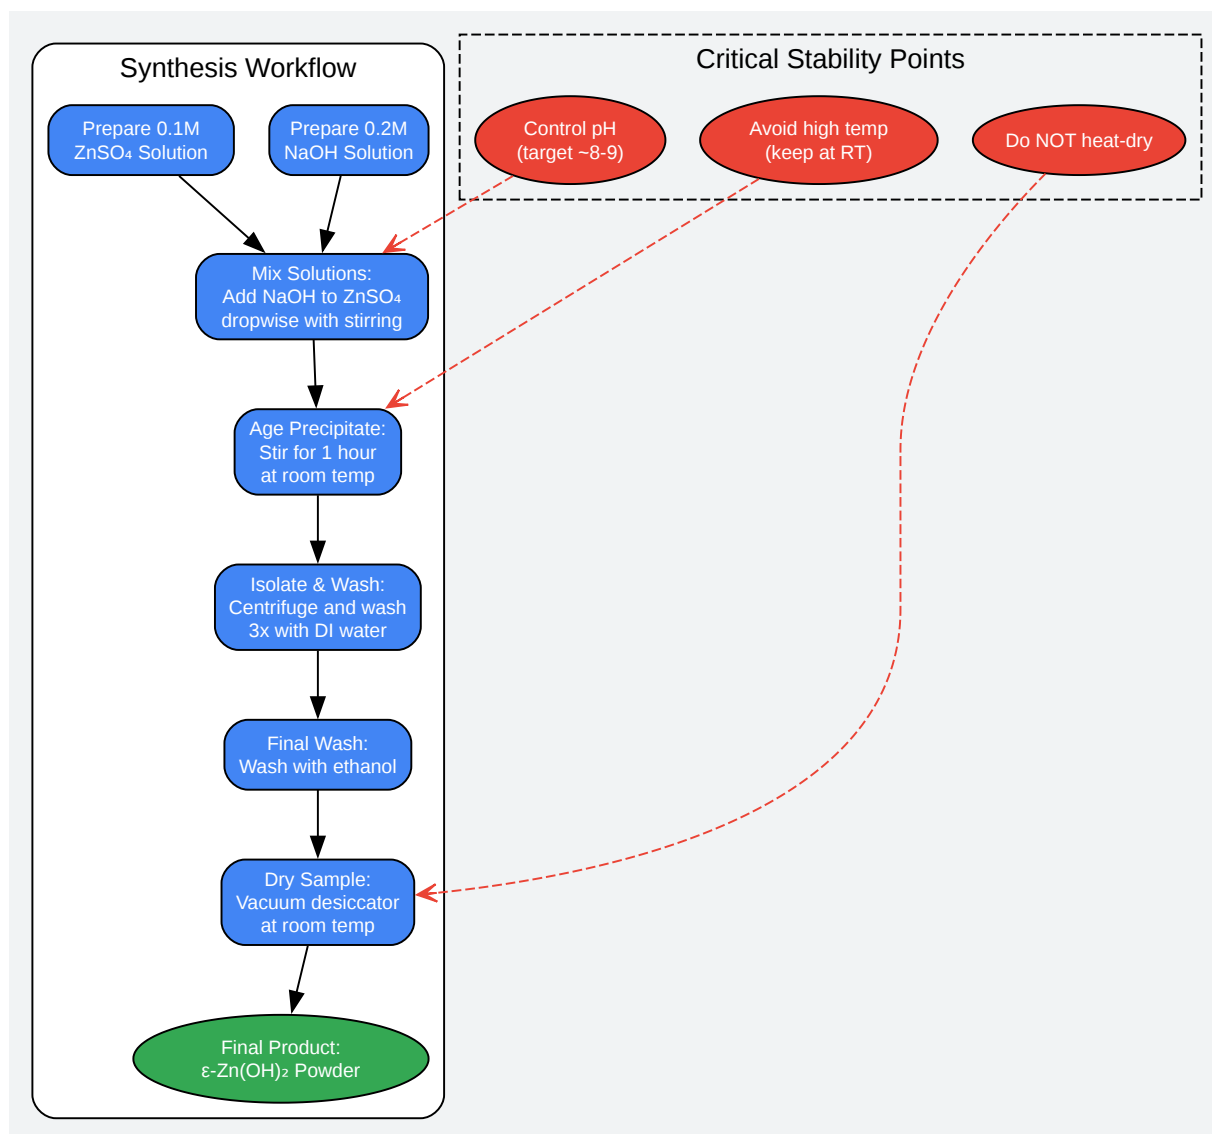 Synthesis Workflow
Prepare 0.1M
ZnSO₄ Solution
Prepare 0.2M
NaOH Solution
Mix Solutions:
Add NaOH to ZnSO₄
dropwise with stirring
Age Precipitate:
Stir for 1 hour
at room temp
Isolate & Wash:
Centrifuge and wash
3x with DI water
Final Wash:
Wash with ethanol
Dry Sample:
Vacuum desiccator
at room temp
Final Product:
ε-Zn(OH)₂ Powder
Critical Stability Points
Control pH
(target ~8-9)
Avoid high temp
(keep at RT)
Do NOT heat-dry